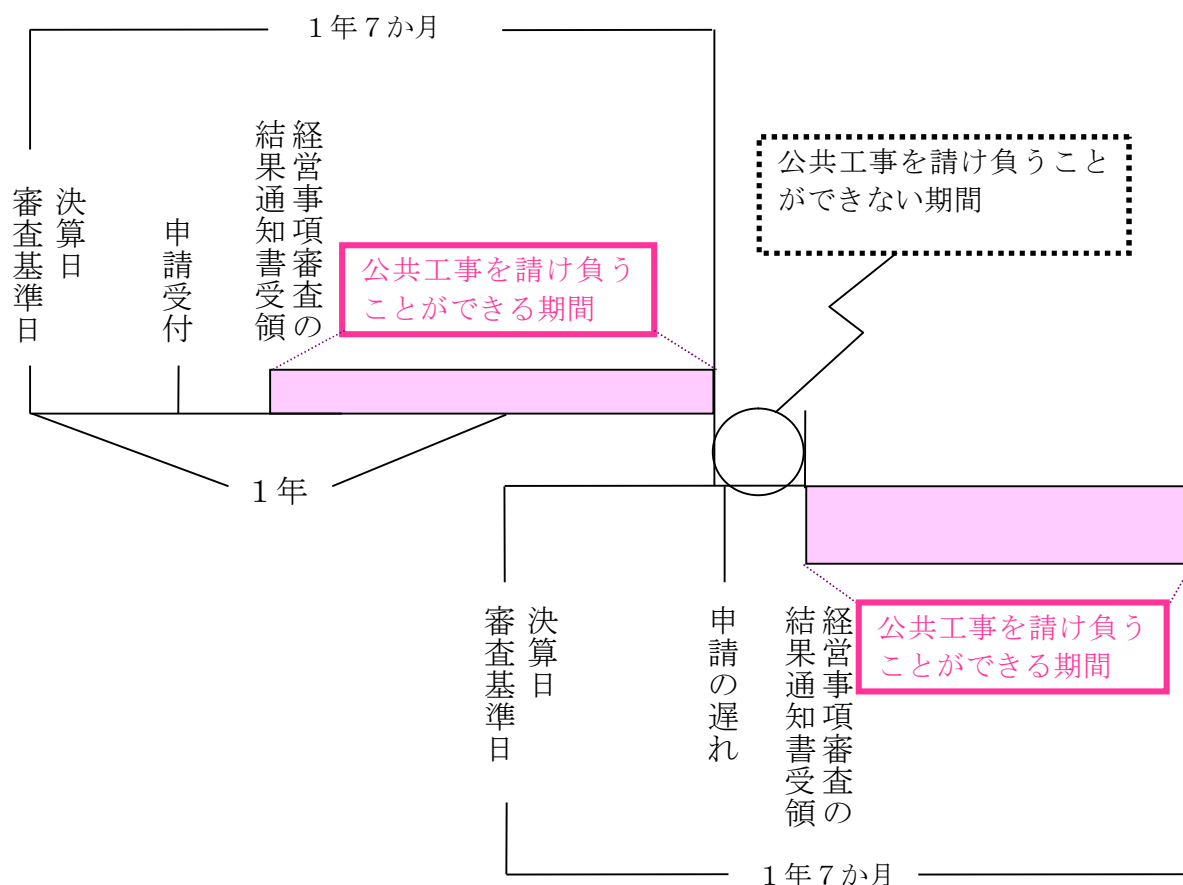 １年７か月
決算日
審査基準日
申請受付
経営事項審査の
結果通知書受領
公共工事を請け負う
ことができる期間
公共工事を請け負うこと
ができない期間
１年
決算日
審査基準日
申請の遅れ
経営事項審査の
結果通知書受領
公共工事を請け負う
ことができる期間
１年７か月